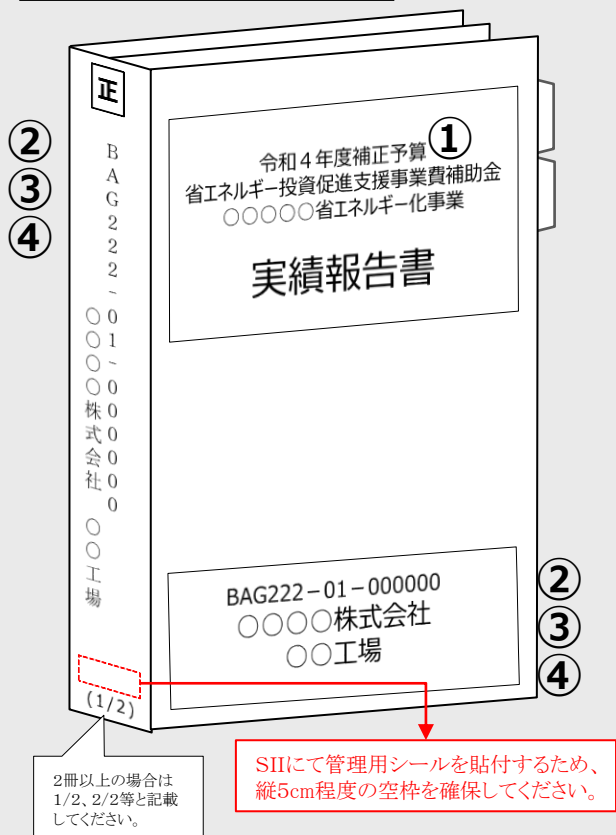 正
②
③
④
BAG222-01-000000
○○○○株式会社 ○○工場
(1/2)
令和4年度補正予算
①
省エネルギー投資促進支援事業費補助金
○○○○○省エネルギー化事業
実績報告書
BAG222-01-000000
○○○○株式会社
○○工場
②
③
④
2冊以上の場合は
1/2、2/2等と記載
してください。
SIIにて管理用シールを貼付するため、
縦5cm程度の空枠を確保してください。